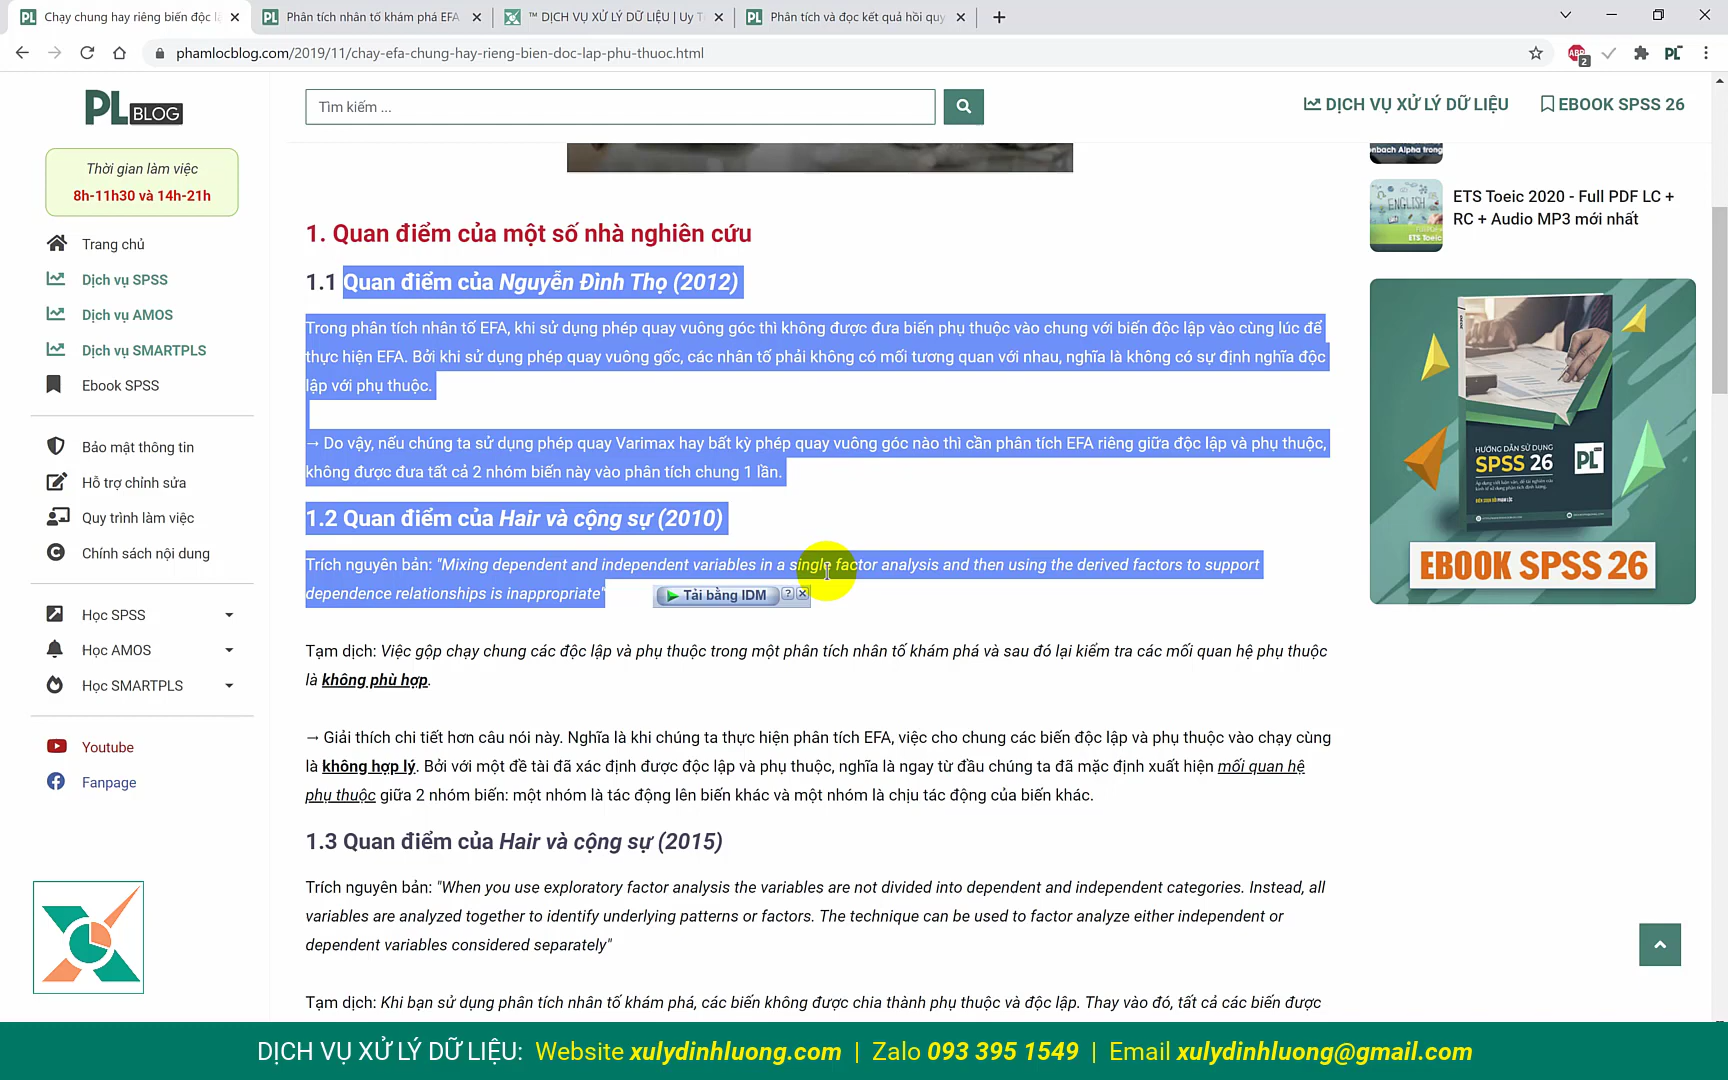 Chạy chung hay riêng biến độc l
Phân tích nhân tố khám phá EFA
™ DỊCH VỤ XỬ LÝ DỮ LIỆU | Uy T
Phân tích và đọc kết quả hồi quy
phamlocblog.com/2019/11/chay-efa-chung-hay-rieng-bien-doc-lap-phu-thuoc.html
ABP
2
PL
PL BLOG
Tìm kiếm ...
DỊCH VỤ XỬ LÝ DỮ LIỆU
EBOOK SPSS 26
Thời gian làm việc
8h-11h30 và 14h-21h
Trang chủ
Dịch vụ SPSS
Dịch vụ AMOS
Dịch vụ SMARTPLS
Ebook SPSS
Bảo mật thông tin
Hỗ trợ chỉnh sửa
Quy trình làm việc
Chính sách nội dung
Học SPSS
Học AMOS
Học SMARTPLS
Youtube
Fanpage
1. Quan điểm của một số nhà nghiên cứu
1.1 Quan điểm của Nguyễn Đình Thọ (2012)
Trong phân tích nhân tố EFA, khi sử dụng phép quay vuông góc thì không được đưa biến phụ thuộc vào chung với biến độc lập vào cùng lúc để
thực hiện EFA. Bởi khi sử dụng phép quay vuông gốc, các nhân tố phải không có mối tương quan với nhau, nghĩa là không có sự định nghĩa độc
lập với phụ thuộc.
→ Do vậy, nếu chúng ta sử dụng phép quay Varimax hay bất kỳ phép quay vuông góc nào thì cần phân tích EFA riêng giữa độc lập và phụ thuộc,
không được đưa tất cả 2 nhóm biến này vào phân tích chung 1 lần.
1.2 Quan điểm của Hair và cộng sự (2010)
Trích nguyên bản: "Mixing dependent and independent variables in a single factor analysis and then using the derived factors to support
dependence relationships is inappropriate"
Tải bằng IDM
?
Tạm dịch: Việc gộp chạy chung các độc lập và phụ thuộc trong một phân tích nhân tố khám phá và sau đó lại kiểm tra các mối quan hệ phụ thuộc
là không phù hợp.
→ Giải thích chi tiết hơn câu nói này. Nghĩa là khi chúng ta thực hiện phân tích EFA, việc cho chung các biến độc lập và phụ thuộc vào chạy cùng
là không hợp lý. Bởi với một đề tài đã xác định được độc lập và phụ thuộc, nghĩa là ngay từ đầu chúng ta đã mặc định xuất hiện mối quan hệ
phụ thuộc giữa 2 nhóm biến: một nhóm là tác động lên biến khác và một nhóm là chịu tác động của biến khác.
1.3 Quan điểm của Hair và cộng sự (2015)
Trích nguyên bản: "When you use exploratory factor analysis the variables are not divided into dependent and independent categories. Instead, all
variables are analyzed together to identify underlying patterns or factors. The technique can be used to factor analyze either independent or
dependent variables considered separately"
Tạm dịch: Khi bạn sử dụng phân tích nhân tố khám phá, các biến không được chia thành phụ thuộc và độc lập. Thay vào đó, tất cả các biến được
nbach Alpha trong
ENGLISH
ETS Toeic
ETS Toeic 2020 - Full PDF LC +
RC + Audio MP3 mới nhất
HƯỚNG DẪN SỬ DỤNG
SPSS 26
PL
EBOOK SPSS 26
DỊCH VỤ XỬ LÝ DỮ LIỆU: Website xulydinhluong.com | Zalo 093 395 1549 | Email xulydinhluong@gmail.com